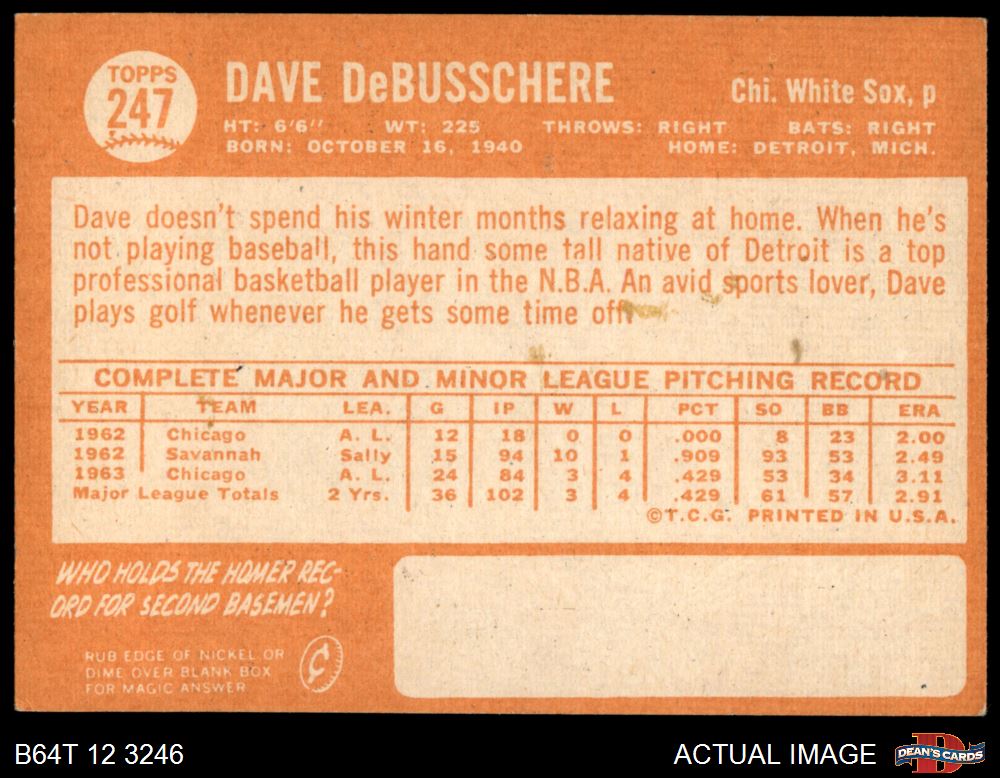 TOPPS
247
DAVE DeBUSSCHERE
Chi. White Sox, p
HT: 6'6" WT: 225 THROWS: RIGHT BATS: RIGHT
BORN: OCTOBER 16, 1940 HOME: DETROIT, MICH.
Dave doesn't spend his winter months relaxing at home. When he's
not playing baseball, this hand some tall native of Detroit is a top
professional basketball player in the N.B.A. An avid sports lover, Dave
plays golf whenever he gets some time off.
COMPLETE MAJOR AND MINOR LEAGUE PITCHING RECORD
YEAR TEAM LEA. G IP W L PCT SO BB ERA
1962 Chicago A. L. 12 18 0 0 .000 8 23 2.00
1962 Savannah Sally 15 94 10 1 .909 93 53 2.49
1963 Chicago A. L. 24 84 3 4 .429 53 34 3.11
Major League Totals 2 Yrs. 36 102 3 4 .429 61 57 2.91
©T.C.G. PRINTED IN U.S.A.
WHO HOLDS THE HOMER REC-
ORD FOR SECOND BASEMEN?
RUB EDGE OF NICKEL OR
DIME OVER BLANK BOX
FOR MAGIC ANSWER
¢
B64T 12 3246
ACTUAL IMAGE
DEAN'S CARDS